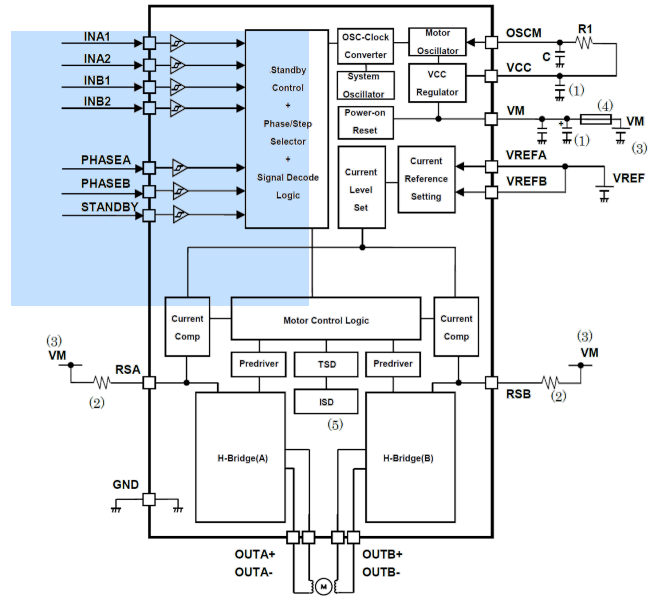 INA1
INA2
INB1
INB2
PHASEA
PHASEB
STANDBY
Standby
Control
+
Phase/Step
Selector
+
Signal Decode
Logic
OSC-Clock
Converter
System
Oscillator
Motor
Oscillator
VCC
Regulator
Power-on
Reset
Current
Level
Set
Current
Reference
Setting
OSCM
R1
C
VCC
(1)
VM
(4)
VM
(1)
(3)
VREFA
VREFB
VREF
Current
Comp
Motor Control Logic
Current
Comp
(3)
VM
RSA
(2)
Predriver
TSD
Predriver
ISD
(5)
(3)
VM
RSB
(2)
H-Bridge(A)
H-Bridge(B)
GND
OUTA+
OUTA-
OUTB+
OUTB-
M